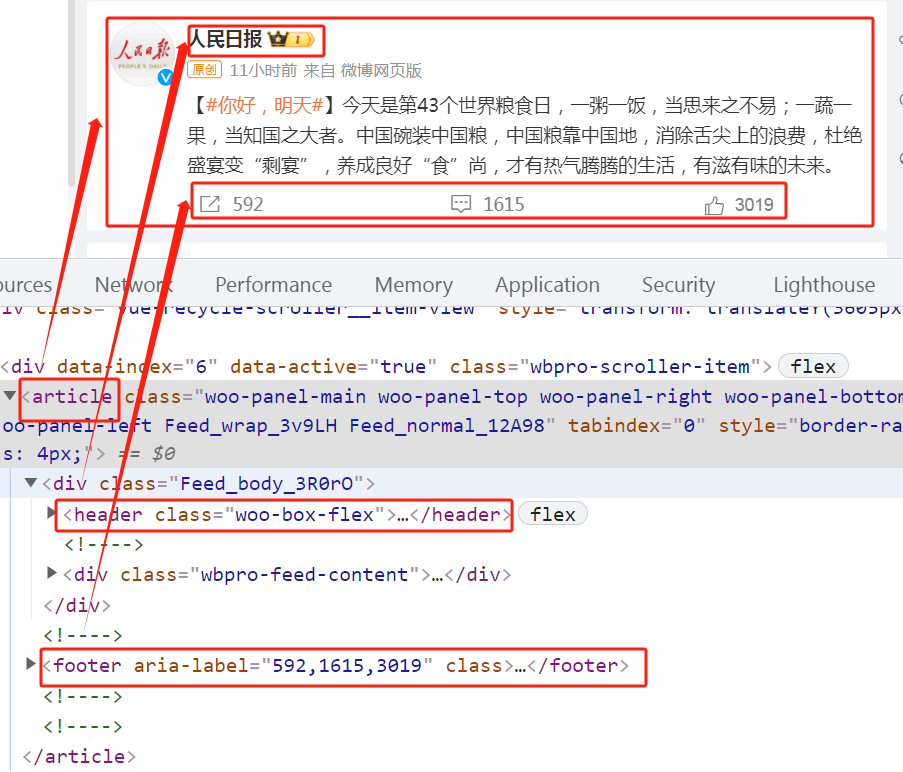 人民日报
PEOPLE'S DAILY
V
人民日报 1
原创 11小时前 来自 微博网页版
【#你好，明天#】今天是第43个世界粮食日，一粥一饭，当思来之不易；一蔬一
果，当知国之大者。中国碗装中国粮，中国粮靠中国地，消除舌尖上的浪费，杜绝
盛宴变“剩宴”，养成良好“食”尚，才有热气腾腾的生活，有滋有味的未来。
592 1615 3019
ources Network Performance Memory Application Security Lighthouse
iv class="vue-recycle-scroller__item-view" style="transform: translateY(3605px
<div data-index="6" data-active="true" class="wbpro-scroller-item"> flex
<article class="woo-panel-main woo-panel-top woo-panel-right woo-panel-bottom
oo-panel-left Feed_wrap_3v9LH Feed_normal_12A98" tabindex="0" style="border-ra
s: 4px;"> == $0
<div class="Feed_body_3R0rO">
<header class="woo-box-flex">…</header> flex
<!---->
<div class="wbpro-feed-content">…</div>
</div>
<!---->
<footer aria-label="592,1615,3019" class>…</footer>
<!---->
<!---->
</article>